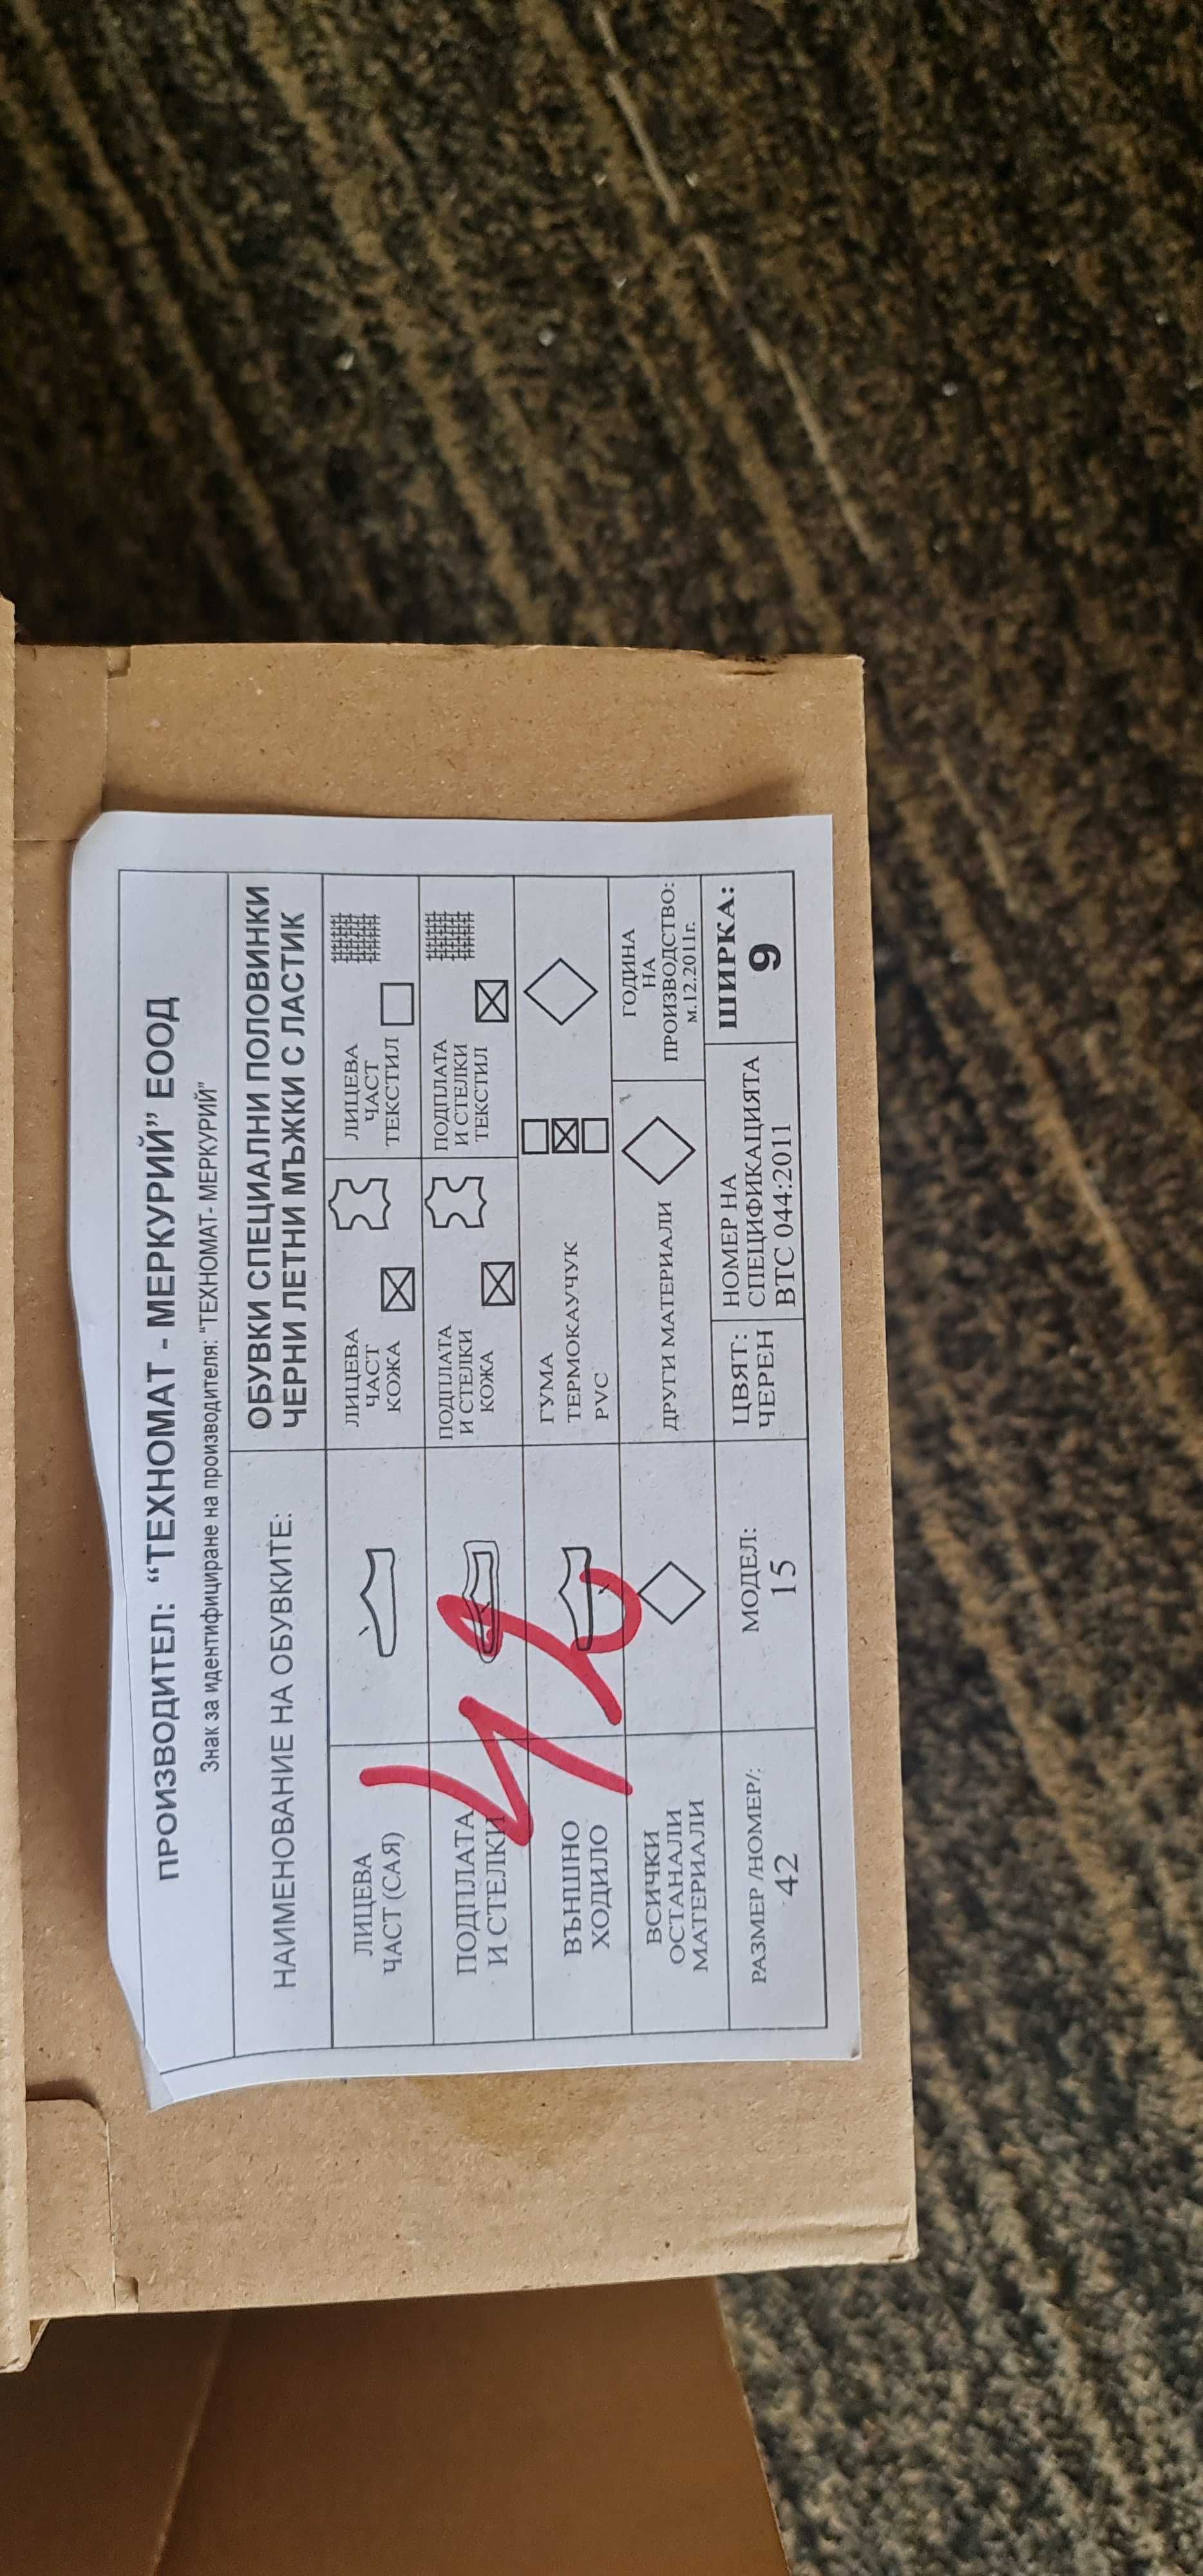 ПРОИЗВОДИТЕЛ: “ТЕХНОМАТ - МЕРКУРИЙ” ЕООД
Знак за идентифициране на производителя: “ТЕХНОМАТ- МЕРКУРИЙ”
НАИМЕНОВАНИЕ НА ОБУВКИТЕ:
ОБУВКИ СПЕЦИАЛНИ ПОЛОВИНКИ
ЧЕРНИ ЛЕТНИ МЪЖКИ С ЛАСТИК
ЛИЦЕВА
ЧАСТ (САЯ)
ЛИЦЕВА
ЧАСТ
КОЖА
ЛИЦЕВА
ЧАСТ
ТЕКСТИЛ
ПОДПЛАТА
И СТЕЛКИ
ПОДПЛАТА
И СТЕЛКИ
КОЖА
ПОДПЛАТА
И СТЕЛКИ
ТЕКСТИЛ
ВЪНШНО
ХОДИЛО
ГУМА
ТЕРМОКАУЧУК
PVC
ВСИЧКИ
ОСТАНАЛИ
МАТЕРИАЛИ
ДРУГИ МАТЕРИАЛИ
ГОДИНА
НА
ПРОИЗВОДСТВО:
м.12.2011г.
РАЗМЕР /НОМЕР/:
42
МОДЕЛ:
15
ЦВЯТ:
ЧЕРЕН
НОМЕР НА
СПЕЦИФИКАЦИЯТА
ВТС 044:2011
ШИРКА:
9
42